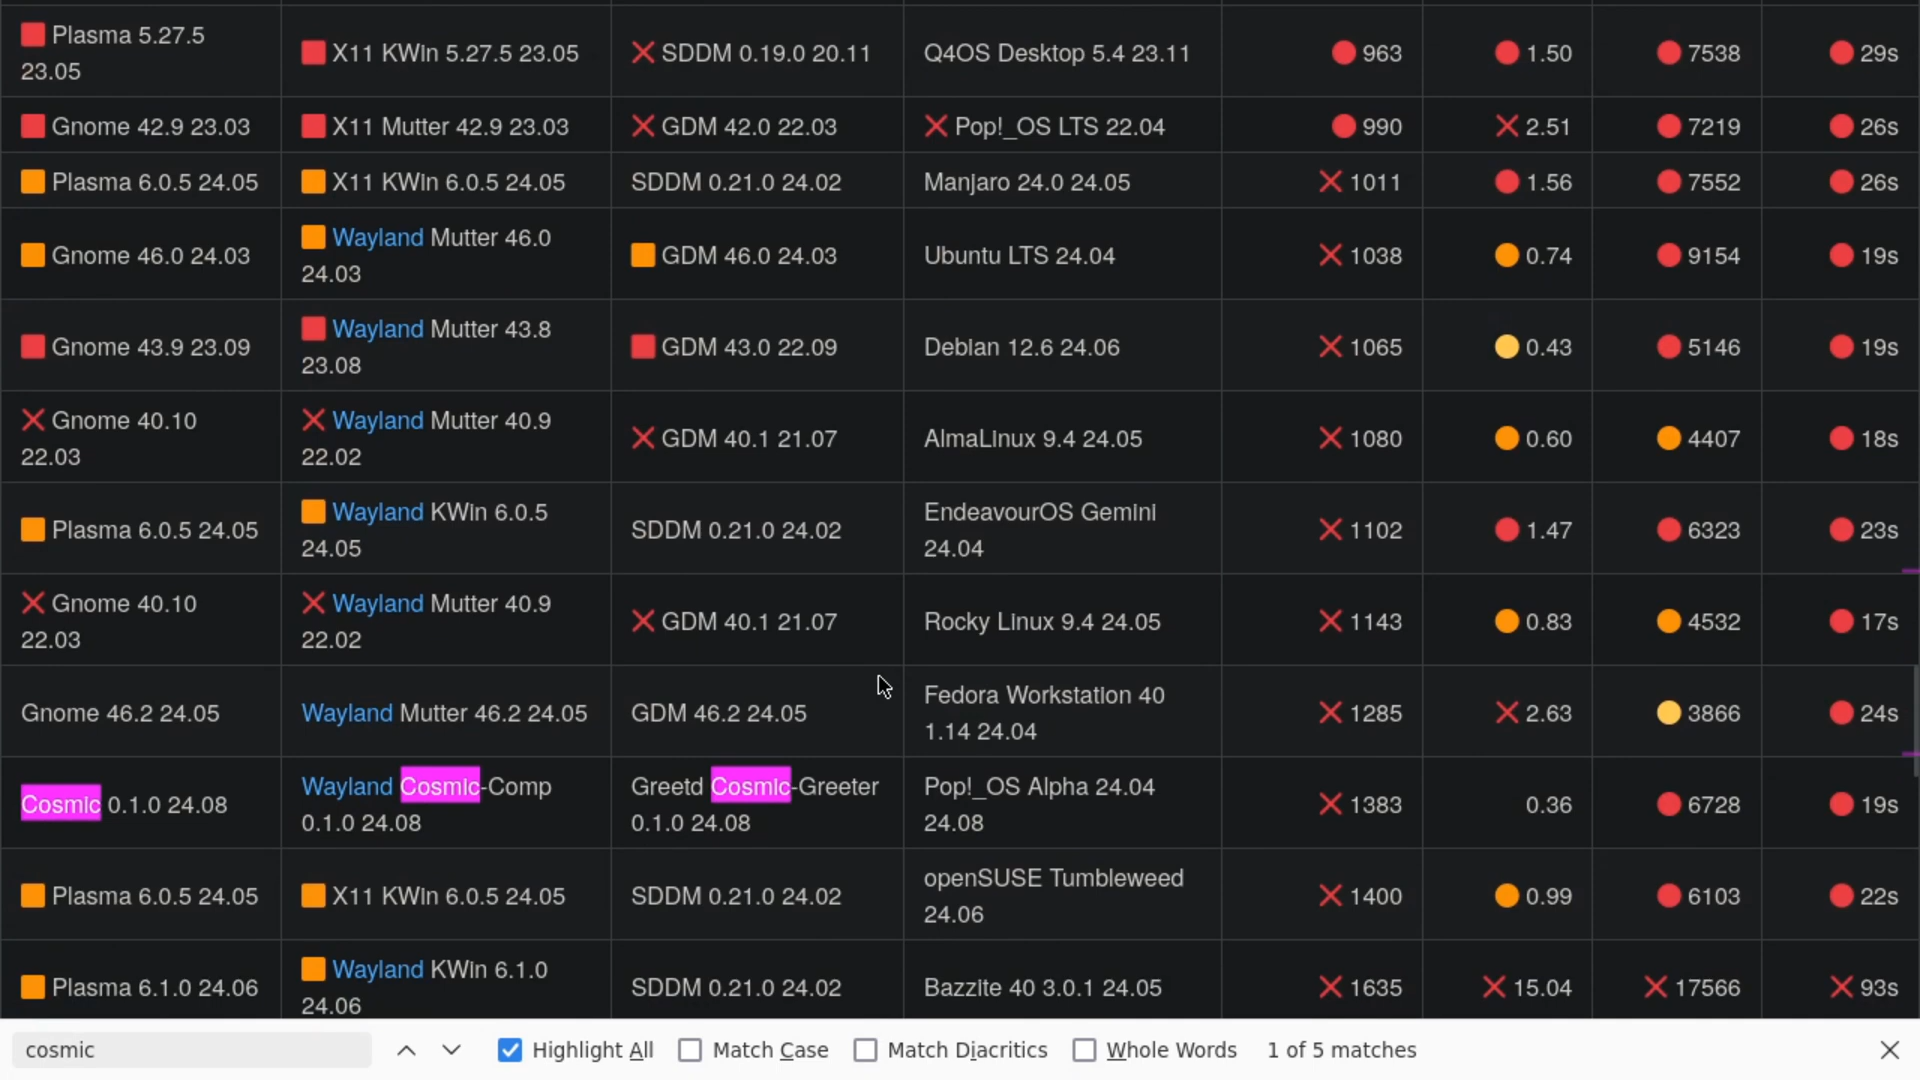 Plasma 5.27.5
23.05
X11 KWin 5.27.5 23.05
SDDM 0.19.0 20.11
Q4OS Desktop 5.4 23.11
963
1.50
7538
29s
Gnome 42.9 23.03
X11 Mutter 42.9 23.03
GDM 42.0 22.03
Pop!_OS LTS 22.04
990
2.51
7219
26s
Plasma 6.0.5 24.05
X11 KWin 6.0.5 24.05
SDDM 0.21.0 24.02
Manjaro 24.0 24.05
1011
1.56
7552
26s
Gnome 46.0 24.03
Wayland Mutter 46.0
24.03
GDM 46.0 24.03
Ubuntu LTS 24.04
1038
0.74
9154
19s
Gnome 43.9 23.09
Wayland Mutter 43.8
23.08
GDM 43.0 22.09
Debian 12.6 24.06
1065
0.43
5146
19s
Gnome 40.10
22.03
Wayland Mutter 40.9
22.02
GDM 40.1 21.07
AlmaLinux 9.4 24.05
1080
0.60
4407
18s
Plasma 6.0.5 24.05
Wayland KWin 6.0.5
24.05
SDDM 0.21.0 24.02
EndeavourOS Gemini
24.04
1102
1.47
6323
23s
Gnome 40.10
22.03
Wayland Mutter 40.9
22.02
GDM 40.1 21.07
Rocky Linux 9.4 24.05
1143
0.83
4532
17s
Gnome 46.2 24.05
Wayland Mutter 46.2 24.05
GDM 46.2 24.05
Fedora Workstation 40
1.14 24.04
1285
2.63
3866
24s
Cosmic 0.1.0 24.08
Wayland Cosmic-Comp
0.1.0 24.08
Greetd Cosmic-Greeter
0.1.0 24.08
Pop!_OS Alpha 24.04
24.08
1383
0.36
6728
19s
Plasma 6.0.5 24.05
X11 KWin 6.0.5 24.05
SDDM 0.21.0 24.02
openSUSE Tumbleweed
24.06
1400
0.99
6103
22s
Plasma 6.1.0 24.06
Wayland KWin 6.1.0
24.06
SDDM 0.21.0 24.02
Bazzite 40 3.0.1 24.05
1635
15.04
17566
93s
cosmic
Highlight All
Match Case
Match Diacritics
Whole Words
1 of 5 matches